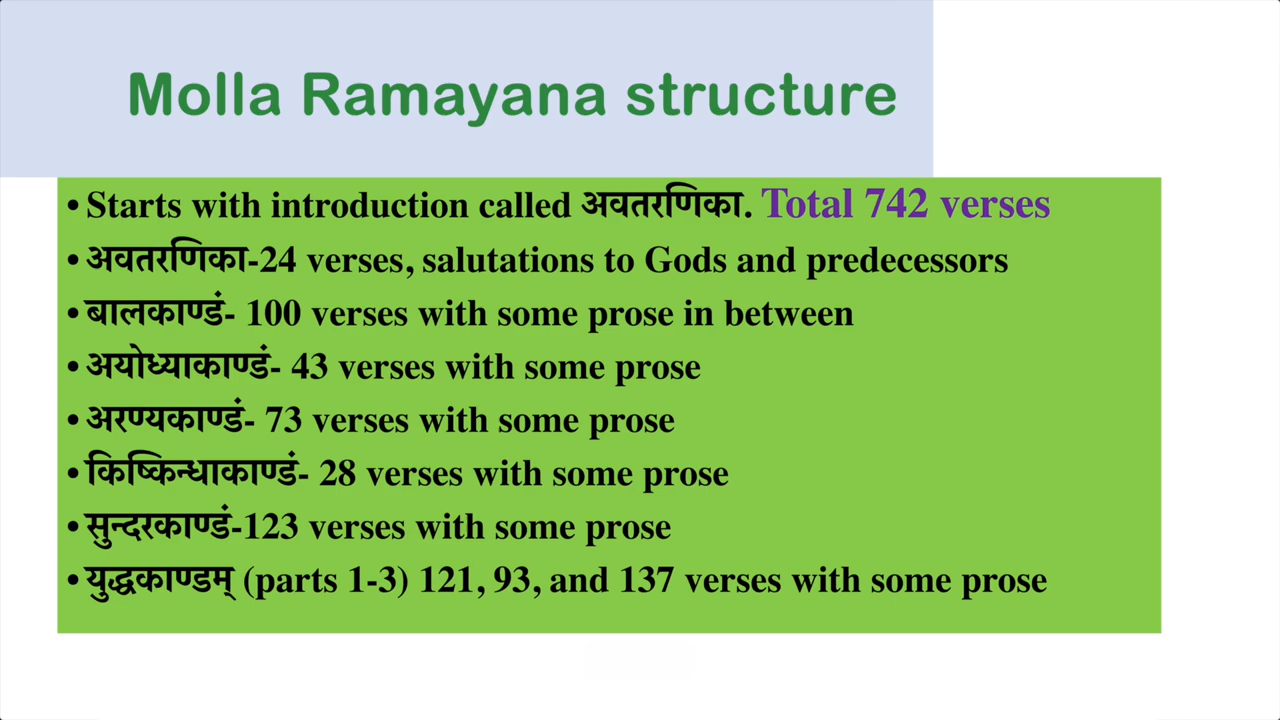 Molla Ramayana structure
• Starts with introduction called अवतरणिका. Total 742 verses
• अवतरणिका-24 verses, salutations to Gods and predecessors
• बालकाण्डं- 100 verses with some prose in between
• अयोध्याकाण्डं- 43 verses with some prose
• अरण्यकाण्डं- 73 verses with some prose
• किष्किन्धाकाण्डं- 28 verses with some prose
• सुन्दरकाण्डं-123 verses with some prose
• युद्धकाण्डम् (parts 1-3) 121, 93, and 137 verses with some prose